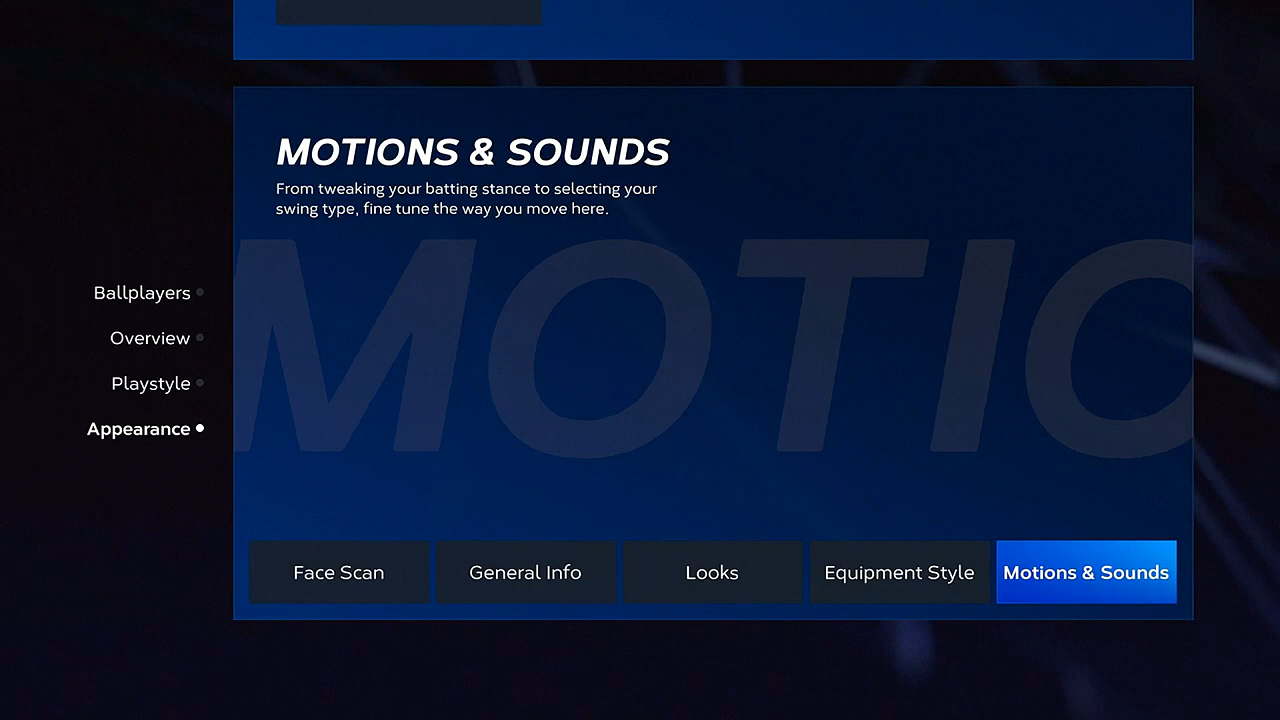 MOTIONS & SOUNDS
From tweaking your batting stance to selecting your
swing type, fine tune the way you move here.
MOTIO
Ballplayers
Overview
Playstyle
Appearance
Face Scan
General Info
Looks
Equipment Style
Motions & Sounds